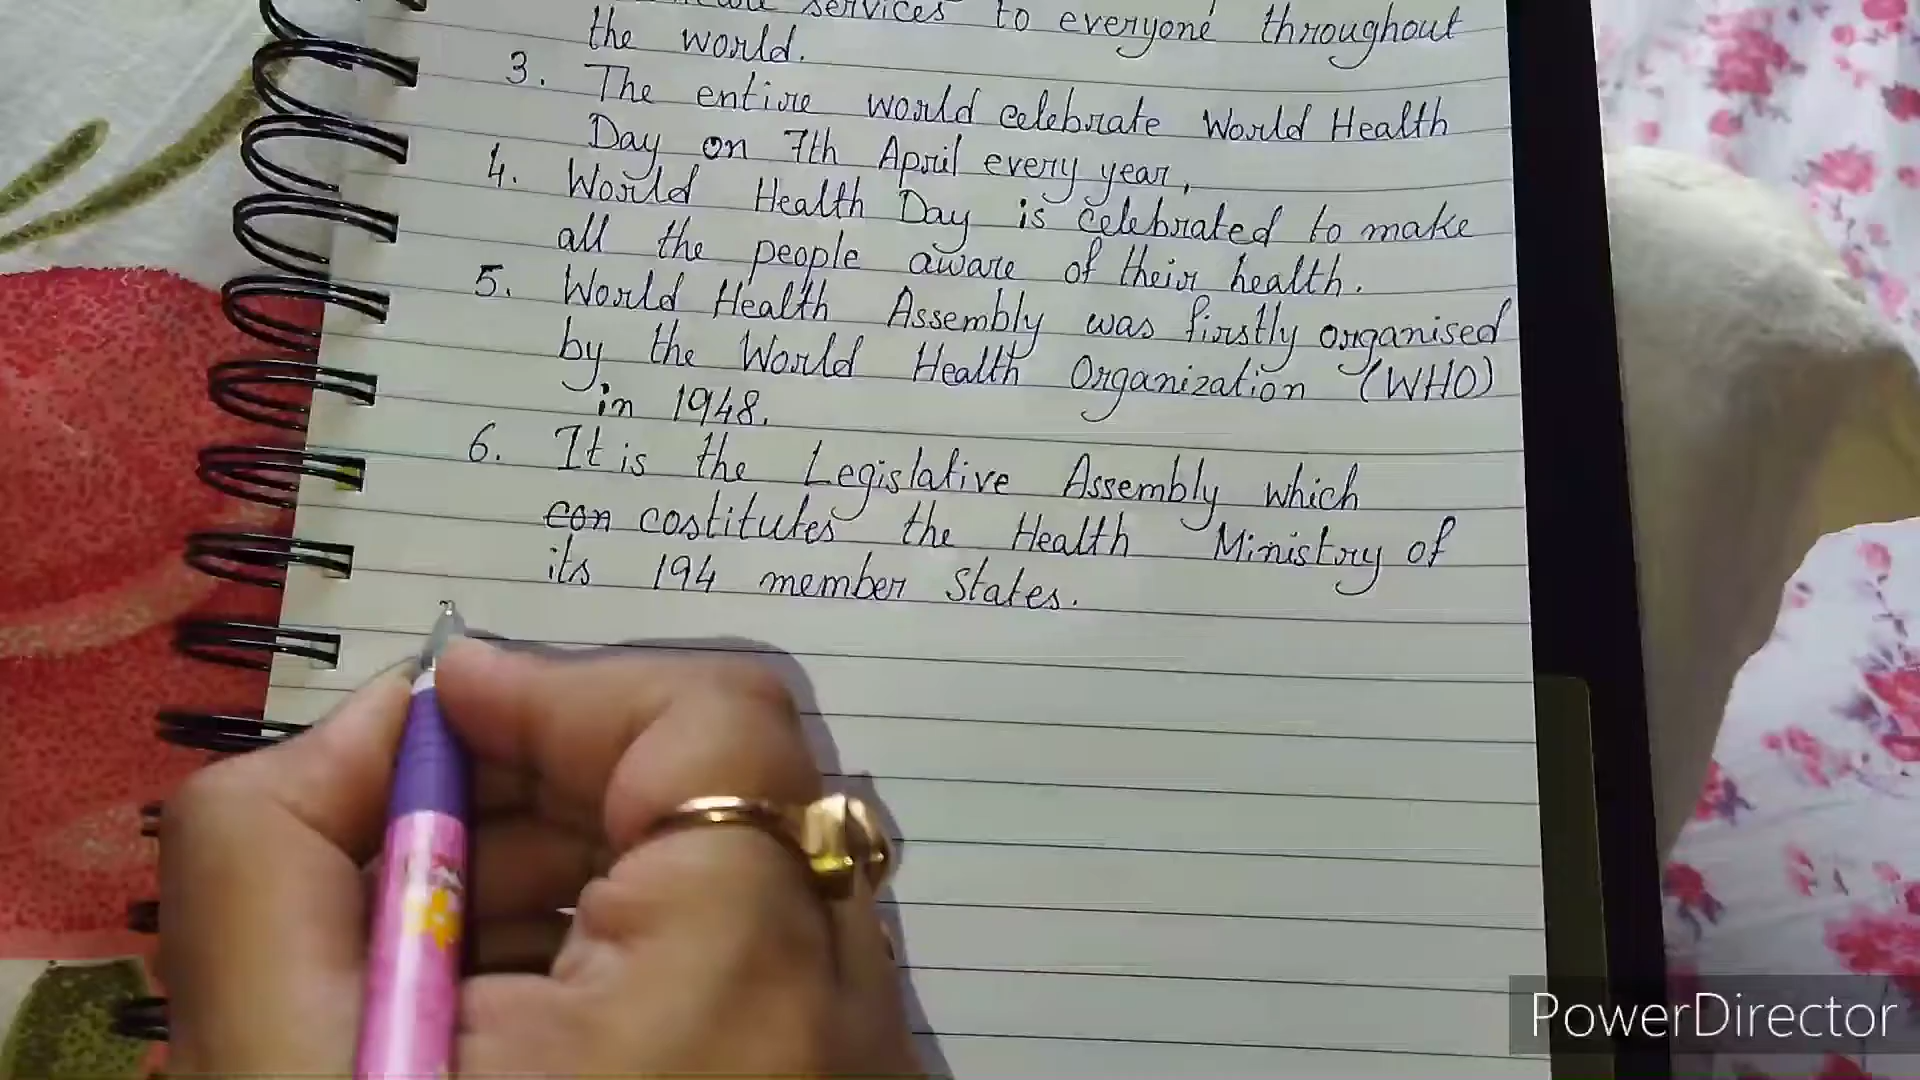 services to everyone throughout
the world.
3. The entire world celebrate World Health
Day on 7th April every year.
4. World Health Day is celebrated to make
all the people aware of their health.
5. World Health Assembly was firstly organised
by the World Health Organization (WHO)
in 1948.
6. It is the Legislative Assembly which
con costitutes the Health Ministry of
its 194 member States.
PowerDirector